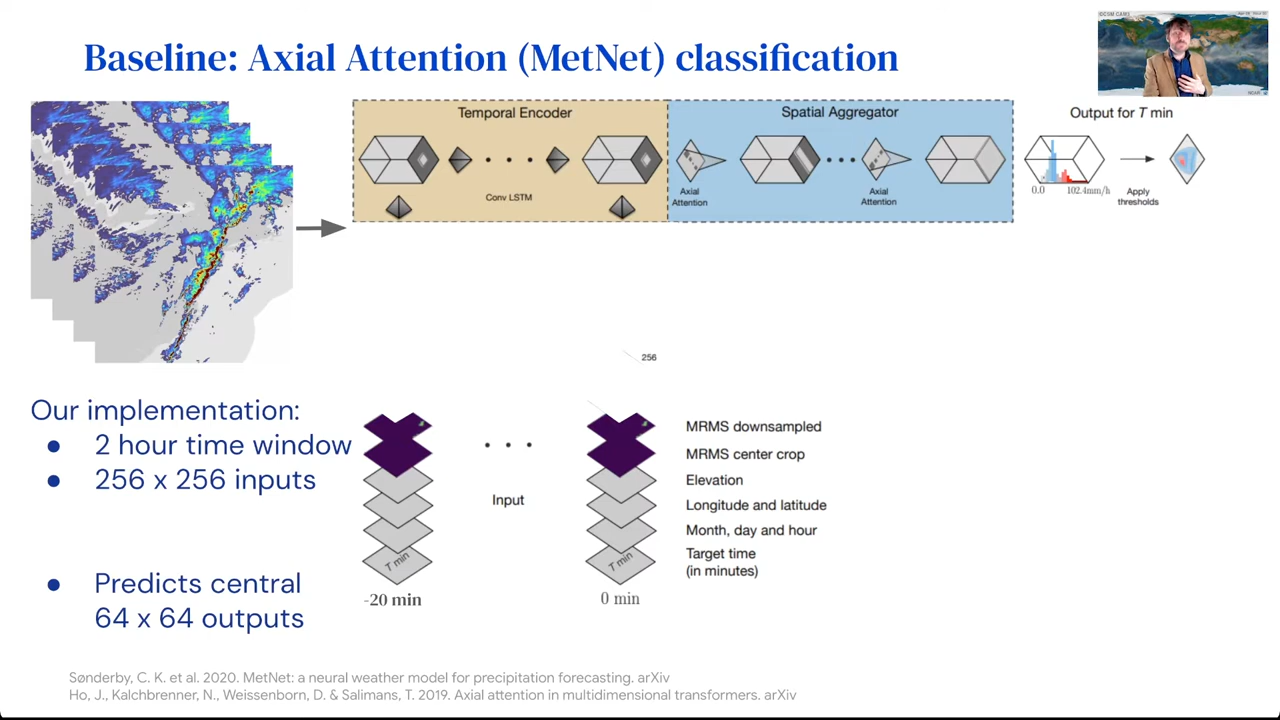 Baseline: Axial Attention (MetNet) classification
Temporal Encoder
Conv LSTM
Spatial Aggregator
Axial
Attention
Axial
Attention
Output for T min
0.0
102.4mm/h
Apply
thresholds
256
Our implementation:
● 2 hour time window
● 256 x 256 inputs
● Predicts central
64 x 64 outputs
Input
MRMS downsampled
MRMS center crop
Elevation
Longitude and latitude
Month, day and hour
Target time
(in minutes)
T min
T min
-20 min
0 min
Sønderby, C. K. et al. 2020. MetNet: a neural weather model for precipitation forecasting. arXiv
Ho, J., Kalchbrenner, N., Weissenborn, D. & Salimans, T. 2019. Axial attention in multidimensional transformers. arXiv